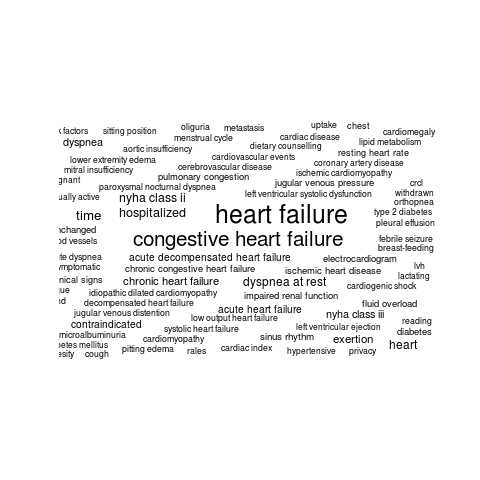 k factors sitting position oliguria metastasis uptake chest cardiomegaly
dyspnea aortic insufficiency menstrual cycle cardiac disease dietary counselling lipid metabolism
lower extremity edema cardiovascular events resting heart rate
mitral insufficiency cerebrovascular disease coronary artery disease
gnant pulmonary congestion ischemic cardiomyopathy
paroxysmal nocturnal dyspnea jugular venous pressure crcl
ually active nyha class ii left ventricular systolic dysfunction withdrawn
orthopnea
time hospitalized heart failure type 2 diabetes
pleural effusion
nchanged
od vessels congestive heart failure febrile seizure
breast-feeding
te dyspnea acute decompensated heart failure electrocardiogram
ymptomatic chronic congestive heart failure ischemic heart disease lvh
lactating
nical signs chronic heart failure dyspnea at rest cardiogenic shock
ue idiopathic dilated cardiomyopathy impaired renal function
nd decompensated heart failure fluid overload
jugular venous distention acute heart failure nyha class iii
contraindicated low output heart failure reading
systolic heart failure left ventricular ejection diabetes
microalbuminuria cardiomyopathy sinus rhythm exertion
etes mellitus pitting edema rales cardiac index heart
esity cough hypertensive privacy